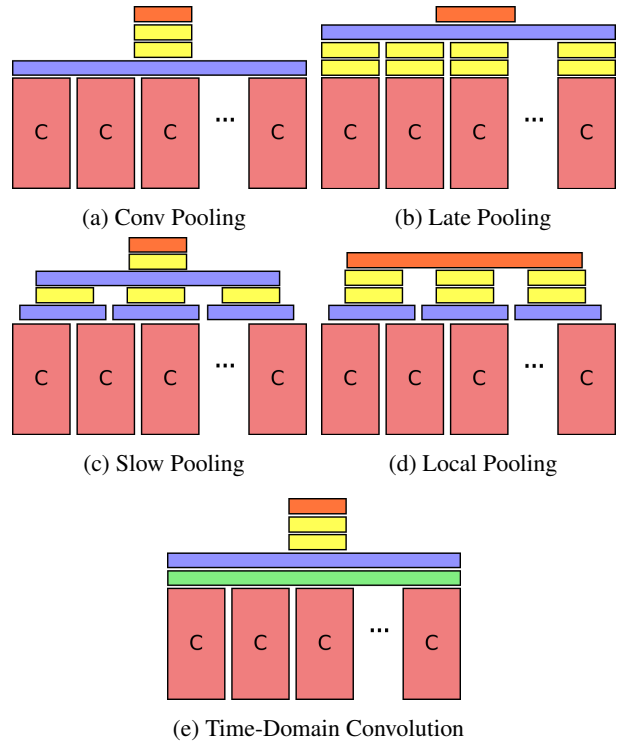 C C C ... C
C C C ... C
(a) Conv Pooling
(b) Late Pooling
C C C ... C
C C C ... C
(c) Slow Pooling
(d) Local Pooling
C C C ... C
(e) Time-Domain Convolution